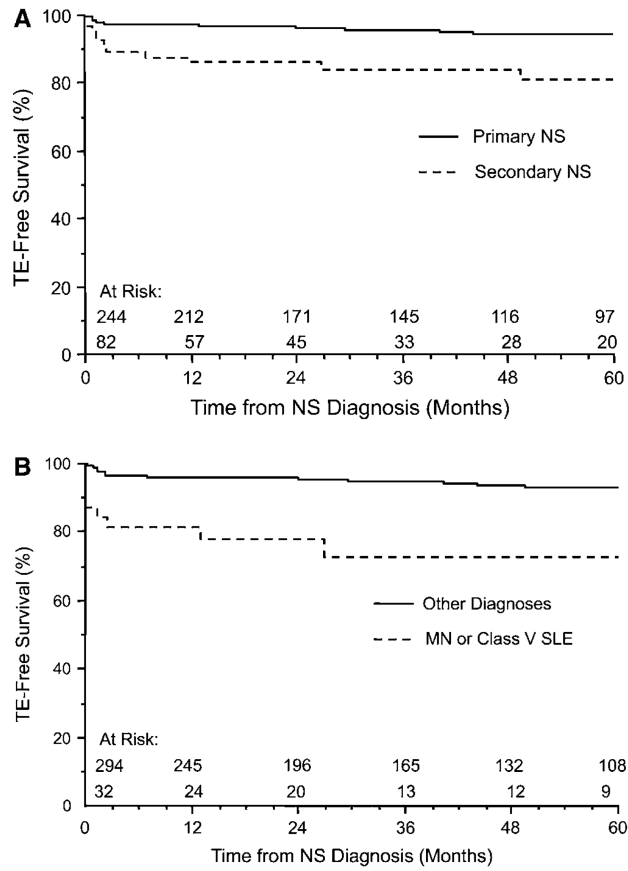 A
100
80
60
40
20
0
TE-Free Survival (%)
Primary NS
Secondary NS
At Risk:
244 212 171 145 116 97
82 57 45 33 28 20
0 12 24 36 48 60
Time from NS Diagnosis (Months)
B
100
80
60
40
20
0
TE-Free Survival (%)
Other Diagnoses
MN or Class V SLE
At Risk:
294 245 196 165 132 108
32 24 20 13 12 9
0 12 24 36 48 60
Time from NS Diagnosis (Months)